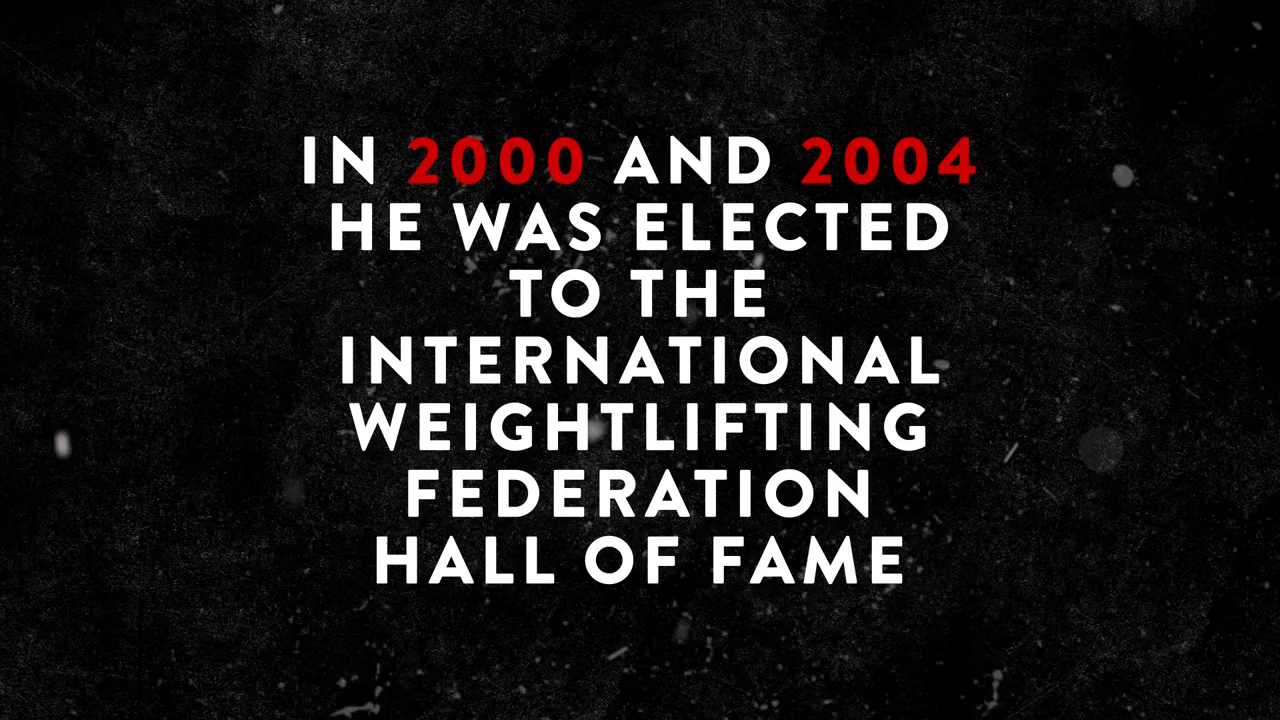 IN 2000 AND 2004
HE WAS ELECTED
TO THE
INTERNATIONAL
WEIGHTLIFTING
FEDERATION
HALL OF FAME